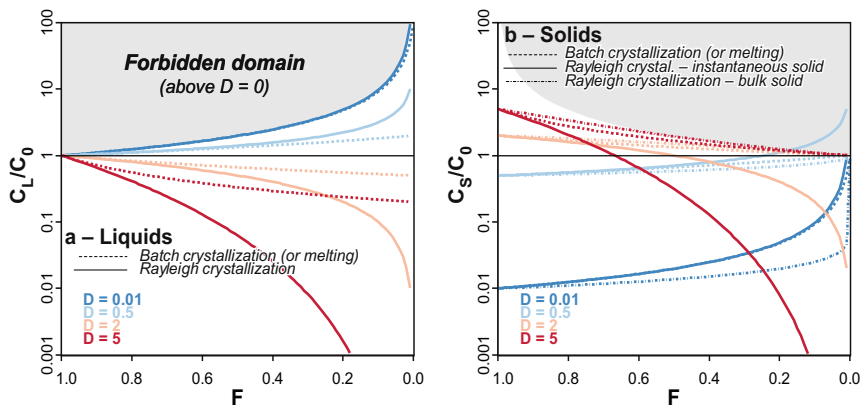 100
10
1
0.1
0.01
0.001
C_L/C_0
Forbidden domain
(above D = 0)
a – Liquids
Batch crystallization (or melting)
Rayleigh crystallization
D = 0.01
D = 0.5
D = 2
D = 5
1.0 0.8 0.6 0.4 0.2 0.0
F
100
10
1
0.1
0.01
0.001
C_S/C_0
b – Solids
Batch crystallization (or melting)
Rayleigh crystal. – instantaneous solid
Rayleigh crystallization – bulk solid
D = 0.01
D = 0.5
D = 2
D = 5
1.0 0.8 0.6 0.4 0.2 0.0
F